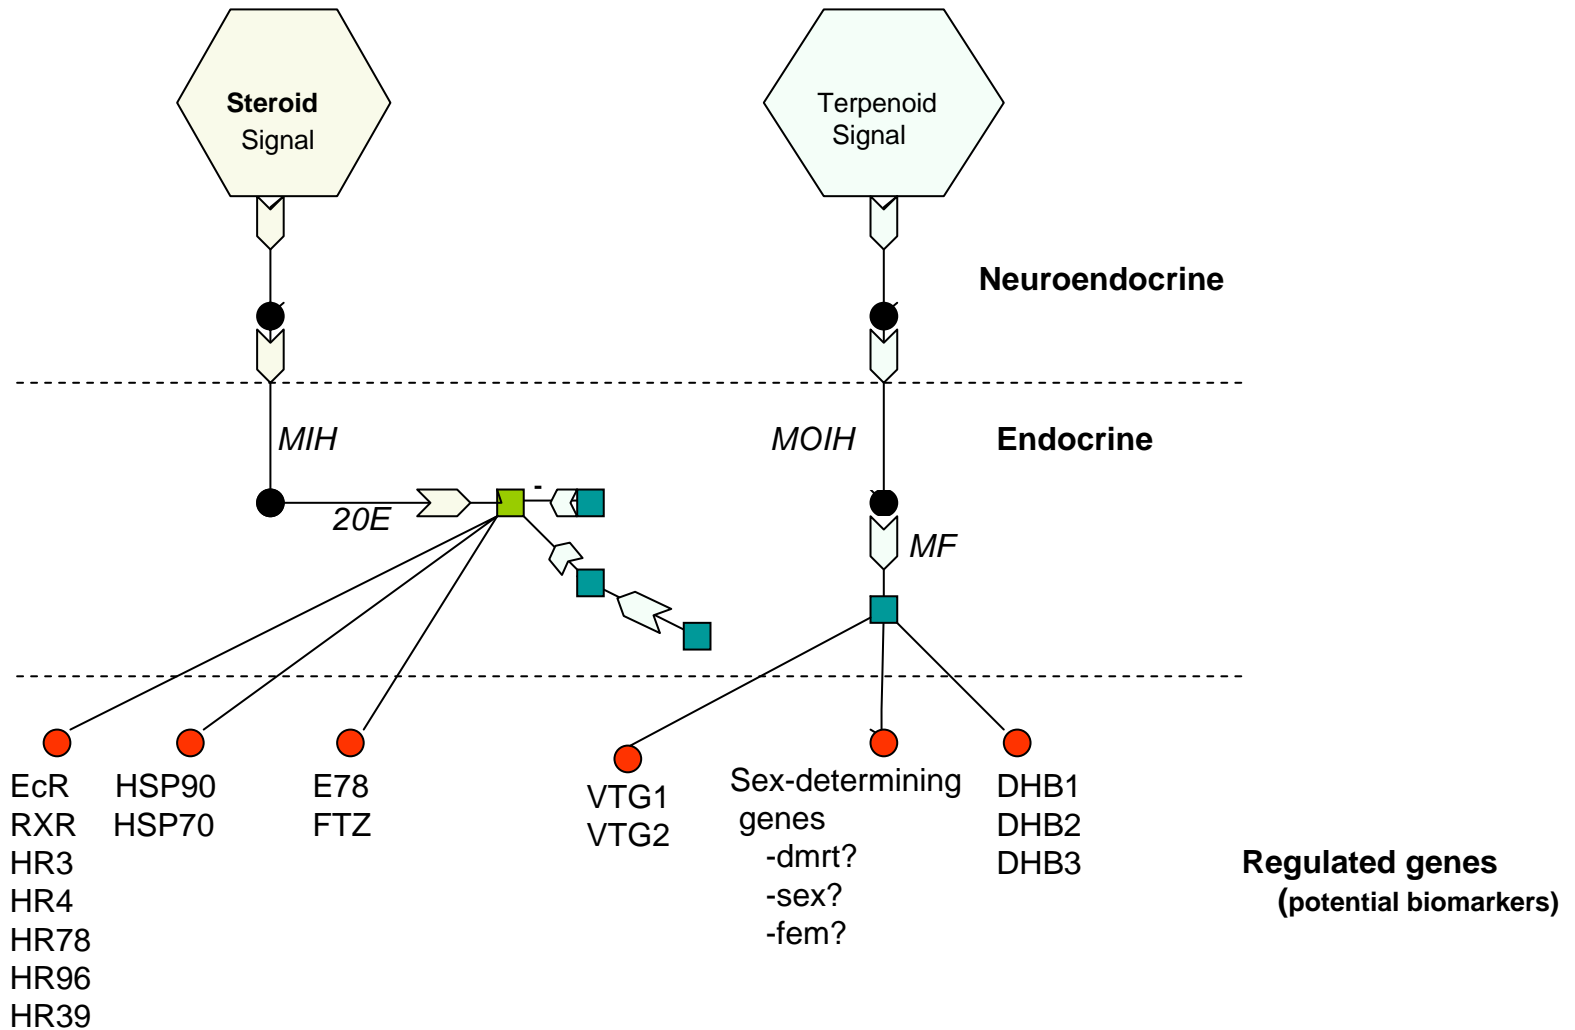 Steroid
Signal
Terpenoid
Signal
Neuroendocrine
MIH
MOIH
Endocrine
-
20E
MF
EcR
RXR
HR3
HR4
HR78
HR96
HR39
HSP90
HSP70
E78
FTZ
VTG1
VTG2
Sex-determining
genes
-dmrt?
-sex?
-fem?
DHB1
DHB2
DHB3
Regulated genes
(potential biomarkers)